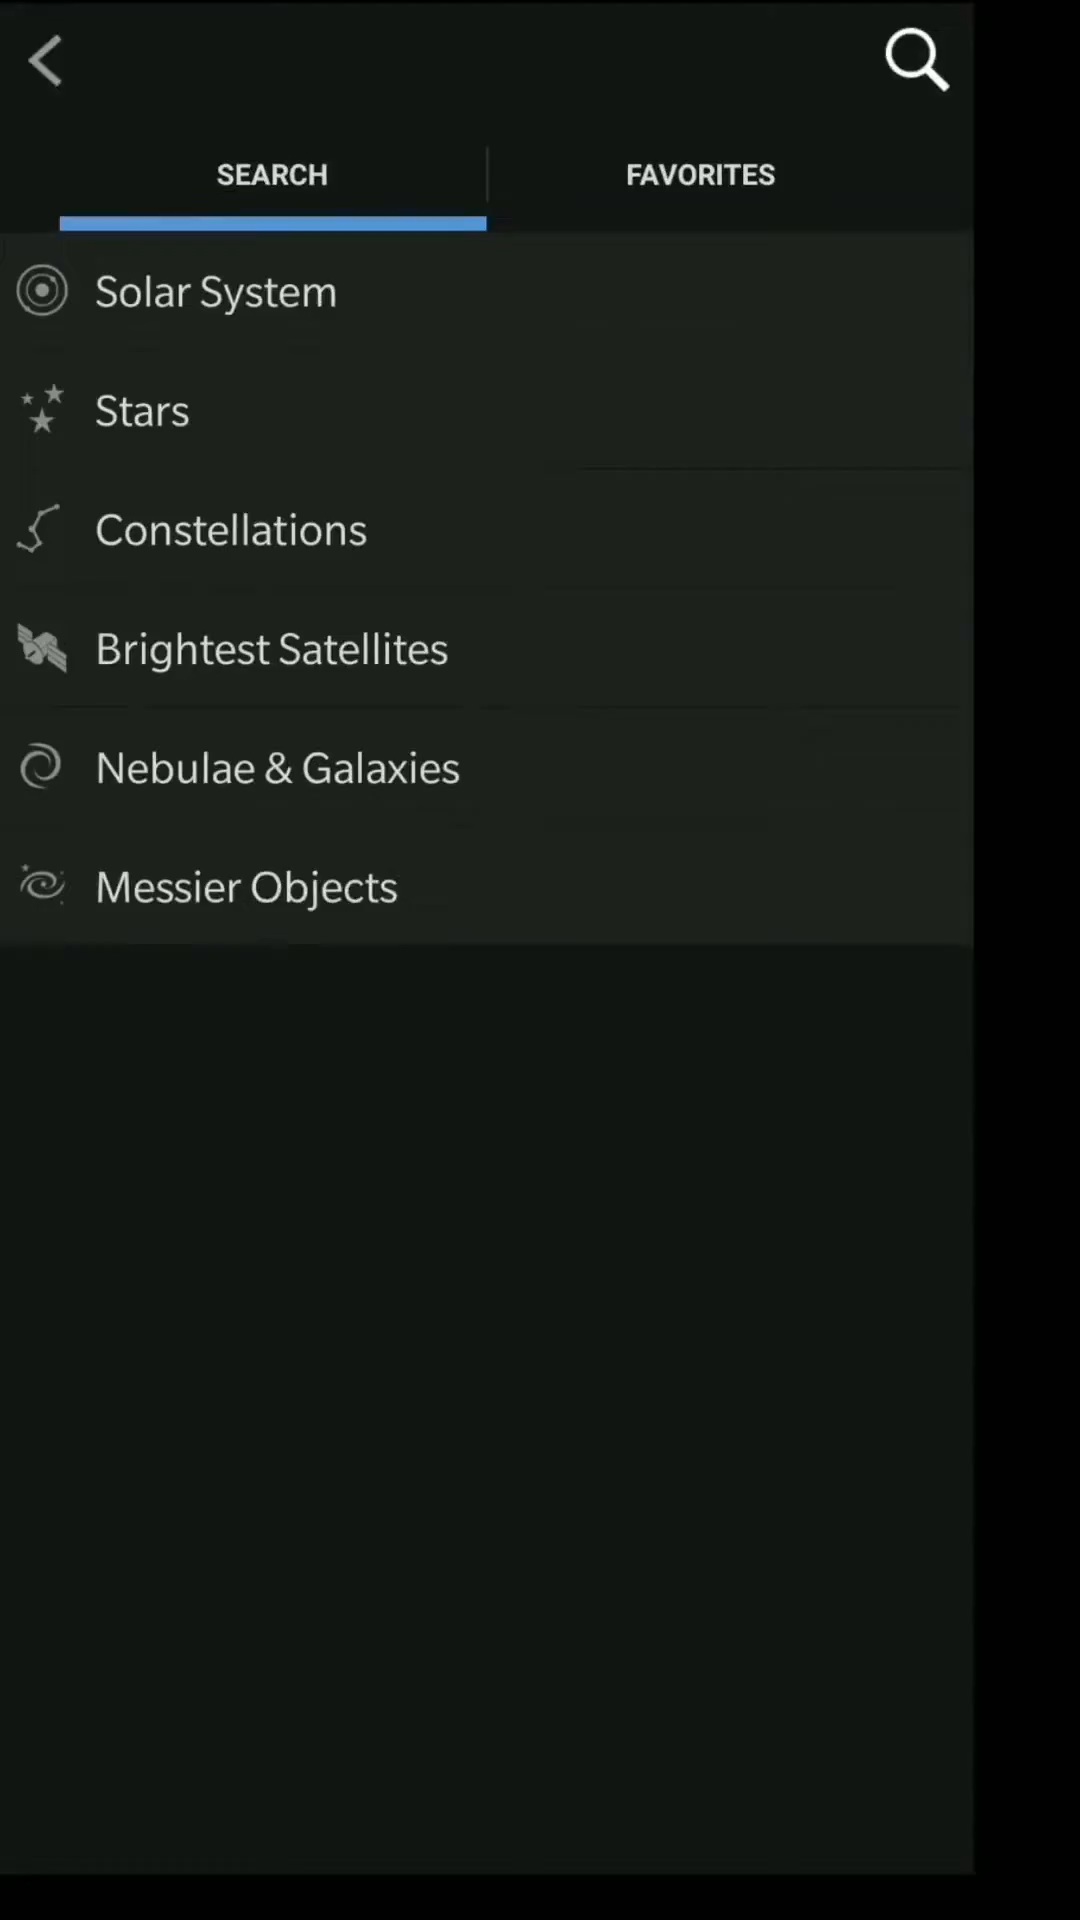 SEARCH
FAVORITES
Solar System
Stars
Constellations
Brightest Satellites
Nebulae & Galaxies
Messier Objects